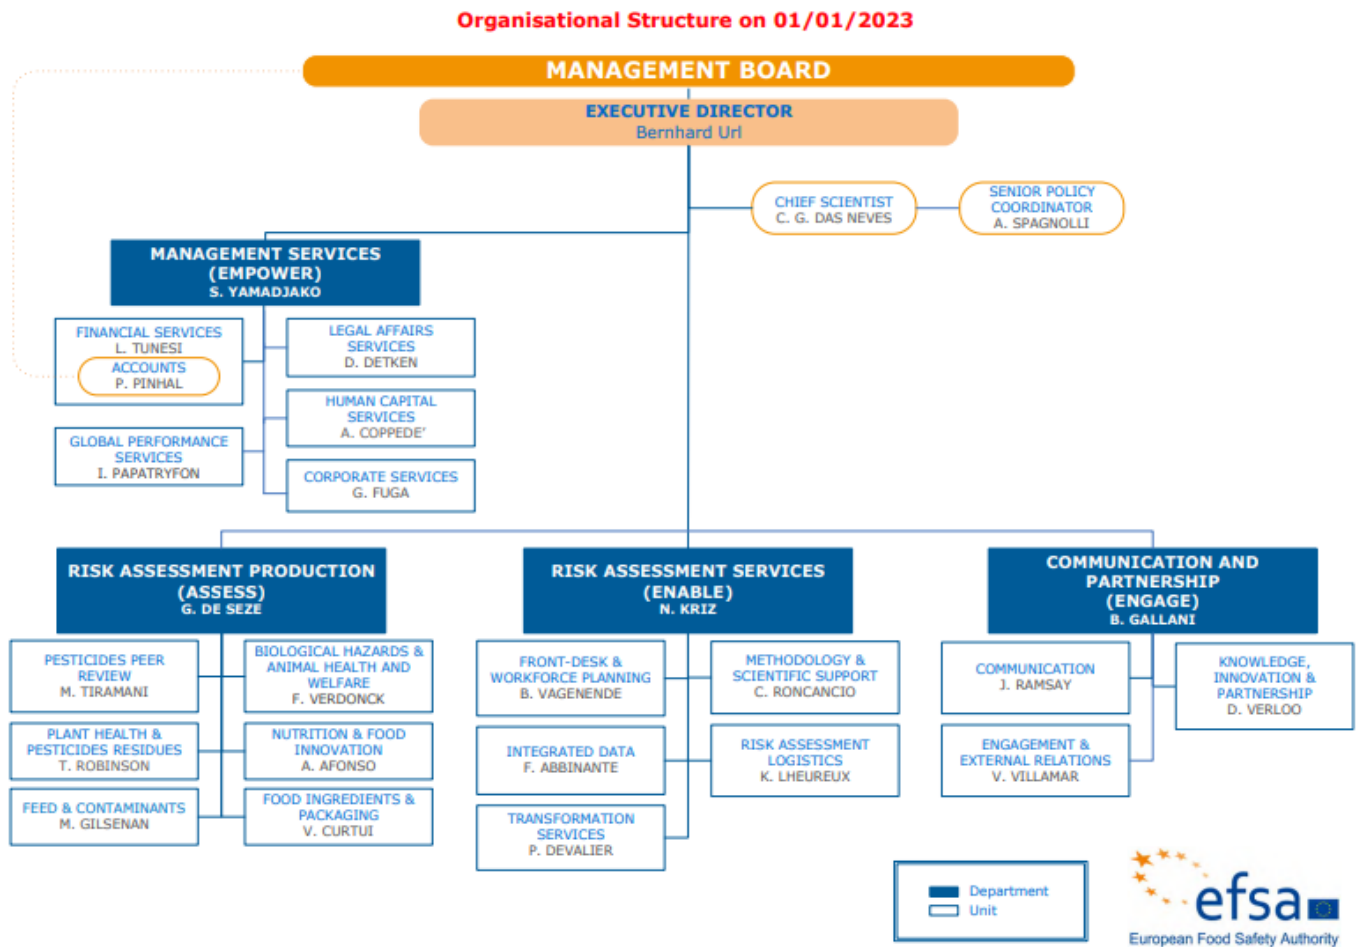 Organisational Structure on 01/01/2023
MANAGEMENT BOARD
EXECUTIVE DIRECTOR
Bernhard Url
CHIEF SCIENTIST
C. G. DAS NEVES
SENIOR POLICY
COORDINATOR
A. SPAGNOLLI
MANAGEMENT SERVICES
(EMPOWER)
S. YAMADJAKO
FINANCIAL SERVICES
L. TUNESI
ACCOUNTS
P. PINHAL
LEGAL AFFAIRS
SERVICES
D. DETKEN
HUMAN CAPITAL
SERVICES
A. COPPEDE'
GLOBAL PERFORMANCE
SERVICES
I. PAPATRYFON
CORPORATE SERVICES
G. FUGA
RISK ASSESSMENT PRODUCTION
(ASSESS)
G. DE SEZE
PESTICIDES PEER
REVIEW
M. TIRAMANI
BIOLOGICAL HAZARDS &
ANIMAL HEALTH AND
WELFARE
F. VERDONCK
PLANT HEALTH &
PESTICIDES RESIDUES
T. ROBINSON
NUTRITION & FOOD
INNOVATION
A. AFONSO
FEED & CONTAMINANTS
M. GILSENAN
FOOD INGREDIENTS &
PACKAGING
V. CURTUI
RISK ASSESSMENT SERVICES
(ENABLE)
N. KRIZ
FRONT-DESK &
WORKFORCE PLANNING
B. VAGENENDE
METHODOLOGY &
SCIENTIFIC SUPPORT
C. RONCANCIO
INTEGRATED DATA
F. ABBINANTE
RISK ASSESSMENT
LOGISTICS
K. LHEUREUX
TRANSFORMATION
SERVICES
P. DEVALIER
COMMUNICATION AND
PARTNERSHIP
(ENGAGE)
B. GALLANI
COMMUNICATION
J. RAMSAY
KNOWLEDGE,
INNOVATION &
PARTNERSHIP
D. VERLOO
ENGAGEMENT &
EXTERNAL RELATIONS
V. VILLAMAR
Department
Unit
efsa
European Food Safety Authority